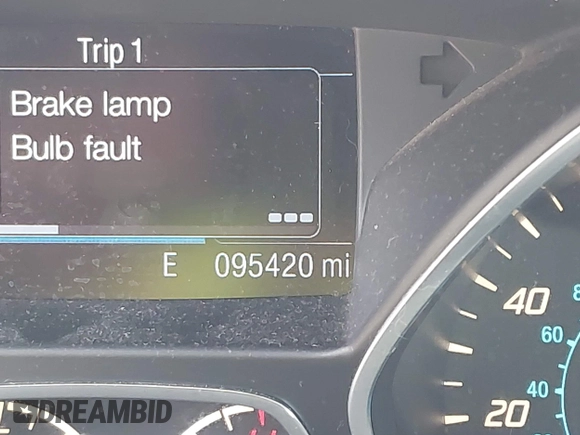 Trip 1
Brake lamp
Bulb fault
E 095420 mi
40
60
40
20
DREAMBID